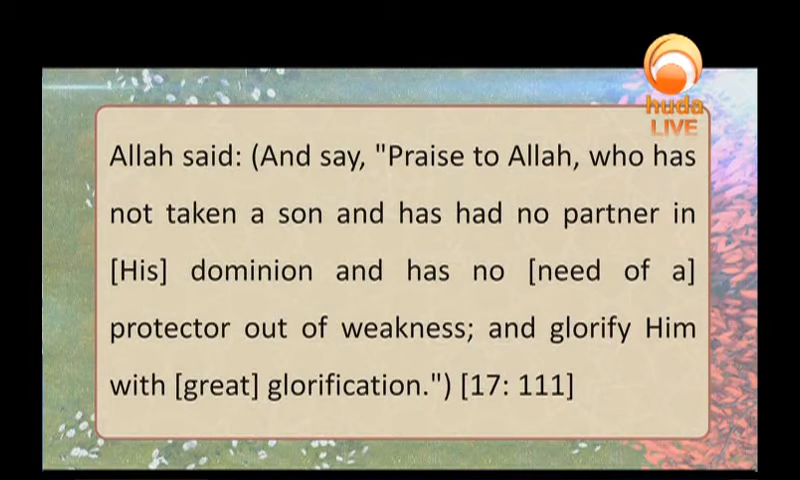 huda
LIVE
Allah said: (And say, "Praise to Allah, who has
not taken a son and has had no partner in
[His] dominion and has no [need of a]
protector out of weakness; and glorify Him
with [great] glorification.") [17: 111]